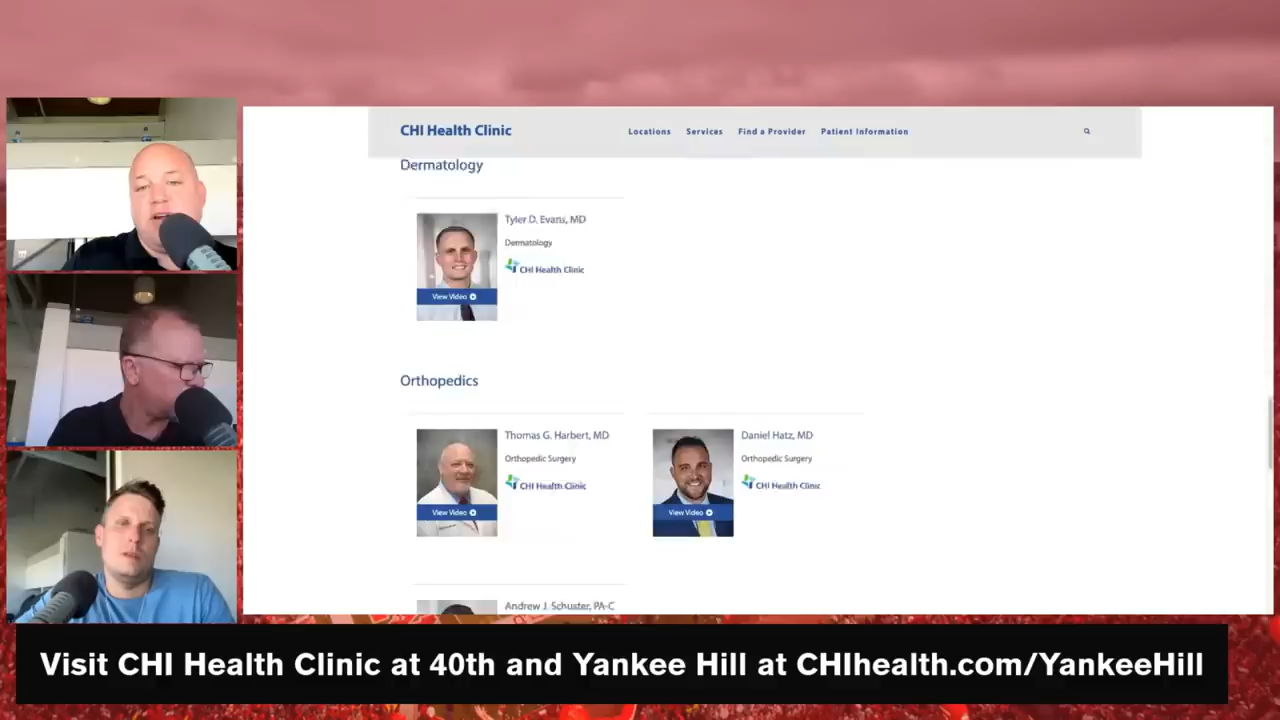 CHI Health Clinic
Locations Services Find a Provider Patient Information
Dermatology
Tyler D. Evans, MD
Dermatology
CHI Health Clinic
View Video
Orthopedics
Thomas G. Harbert, MD
Orthopedic Surgery
CHI Health Clinic
View Video
Daniel Hatz, MD
Orthopedic Surgery
CHI Health Clinic
View Video
Andrew J. Schuster, PA-C
Visit CHI Health Clinic at 40th and Yankee Hill at CHIhealth.com/YankeeHill